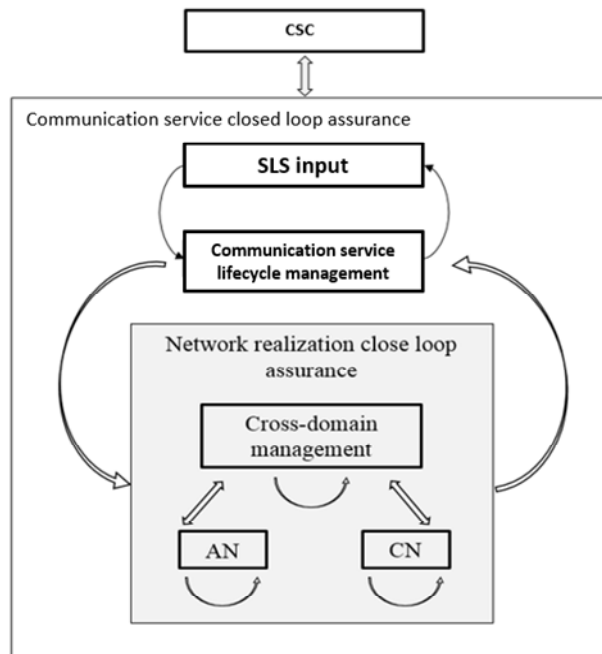 CSC
Communication service closed loop assurance
SLS input
Communication service
lifecycle management
Network realization close loop
assurance
Cross-domain
management
AN
CN